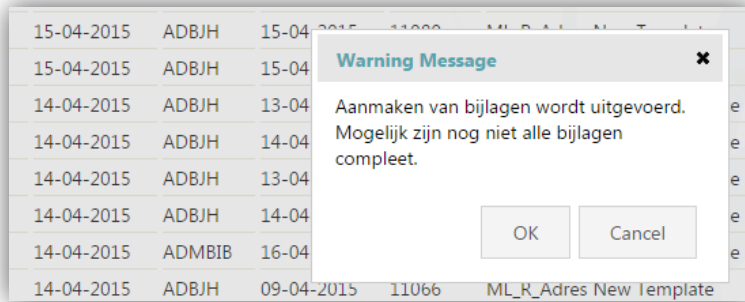 15-04-2015 ADBJH 15-04
15-04-2015 ADBJH 15-04
Warning Message
14-04-2015 ADBJH 13-04
Aanmaken van bijlagen wordt uitgevoerd.
14-04-2015 ADBJH 14-04
Mogelijk zijn nog niet alle bijlagen
compleet.
14-04-2015 ADBJH 13-04
14-04-2015 ADBJH 14-04
OK Cancel
14-04-2015 ADMBIB 16-04
14-04-2015 ADBJH 09-04-2015 11066 ML_R_Adres New Template